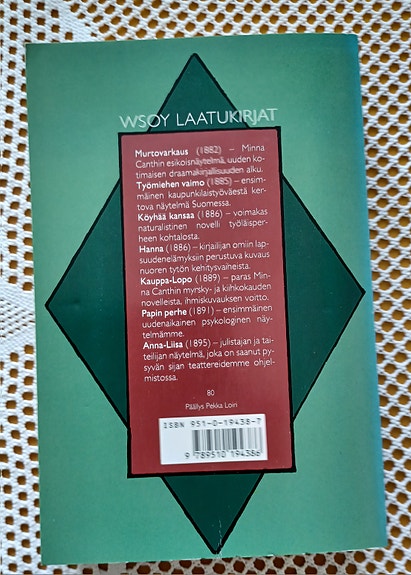 WSOY LAATUKIRJAT
Murtovarkaus (1882) – Minna
Canthin esikoisnäytelmä, uuden ko-
timaisen draamakirjallisuuden alku.
Työmiehen vaimo (1885) – ensim-
mäinen kaupunkilaistyöväestä ker-
tova näytelmä Suomessa.
Köyhää kansaa (1886) – voimakas
naturalistinen novelli työläisper-
heen kohtalosta.
Hanna (1886) – kirjailijan omiin lap-
suudenelämyksiin perustuva kuvaus
nuoren tytön kehitysvaiheista.
Kauppa-Lopo (1889) – paras Min-
na Canthin myrsky- ja kiihkokauden
novelleista, ihmiskuvauksen voitto.
Papin perhe (1891) – ensimmäinen
uudenaikainen psykologinen näy-
telmämme.
Anna-Liisa (1895) – julistajan ja tai-
teilijan näytelmä, joka on saanut py-
syvän sijan teattereidemme ohjel-
mistossa.
80
Päällys Pekka Loiri
ISBN 951-0-19438-7
9 789510 194386